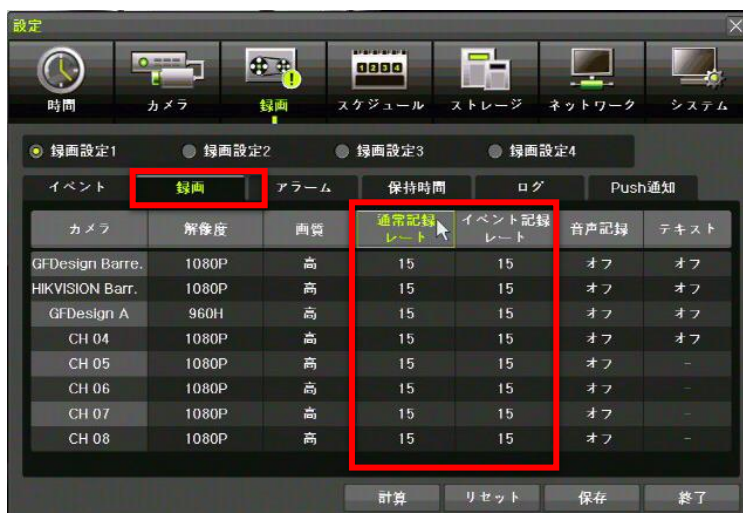 設定
時間 カメラ 録画 スケジュール ストレージ ネットワーク システム
録画設定1 録画設定2 録画設定3 録画設定4
イベント 録画 アラーム 保持時間 ログ Push通知
カメラ 解像度 画質 通常記録レート イベント記録レート 音声記録 テキスト
GFDesign Barre. 1080P 高 15 15 オフ オフ
HIKVISION Barr. 1080P 高 15 15 オフ オフ
GFDesign A 960H 高 15 15 オフ オフ
CH 04 1080P 高 15 15 オフ オフ
CH 05 1080P 高 15 15 オフ -
CH 06 1080P 高 15 15 オフ -
CH 07 1080P 高 15 15 オフ -
CH 08 1080P 高 15 15 オフ -
計算 リセット 保存 終了